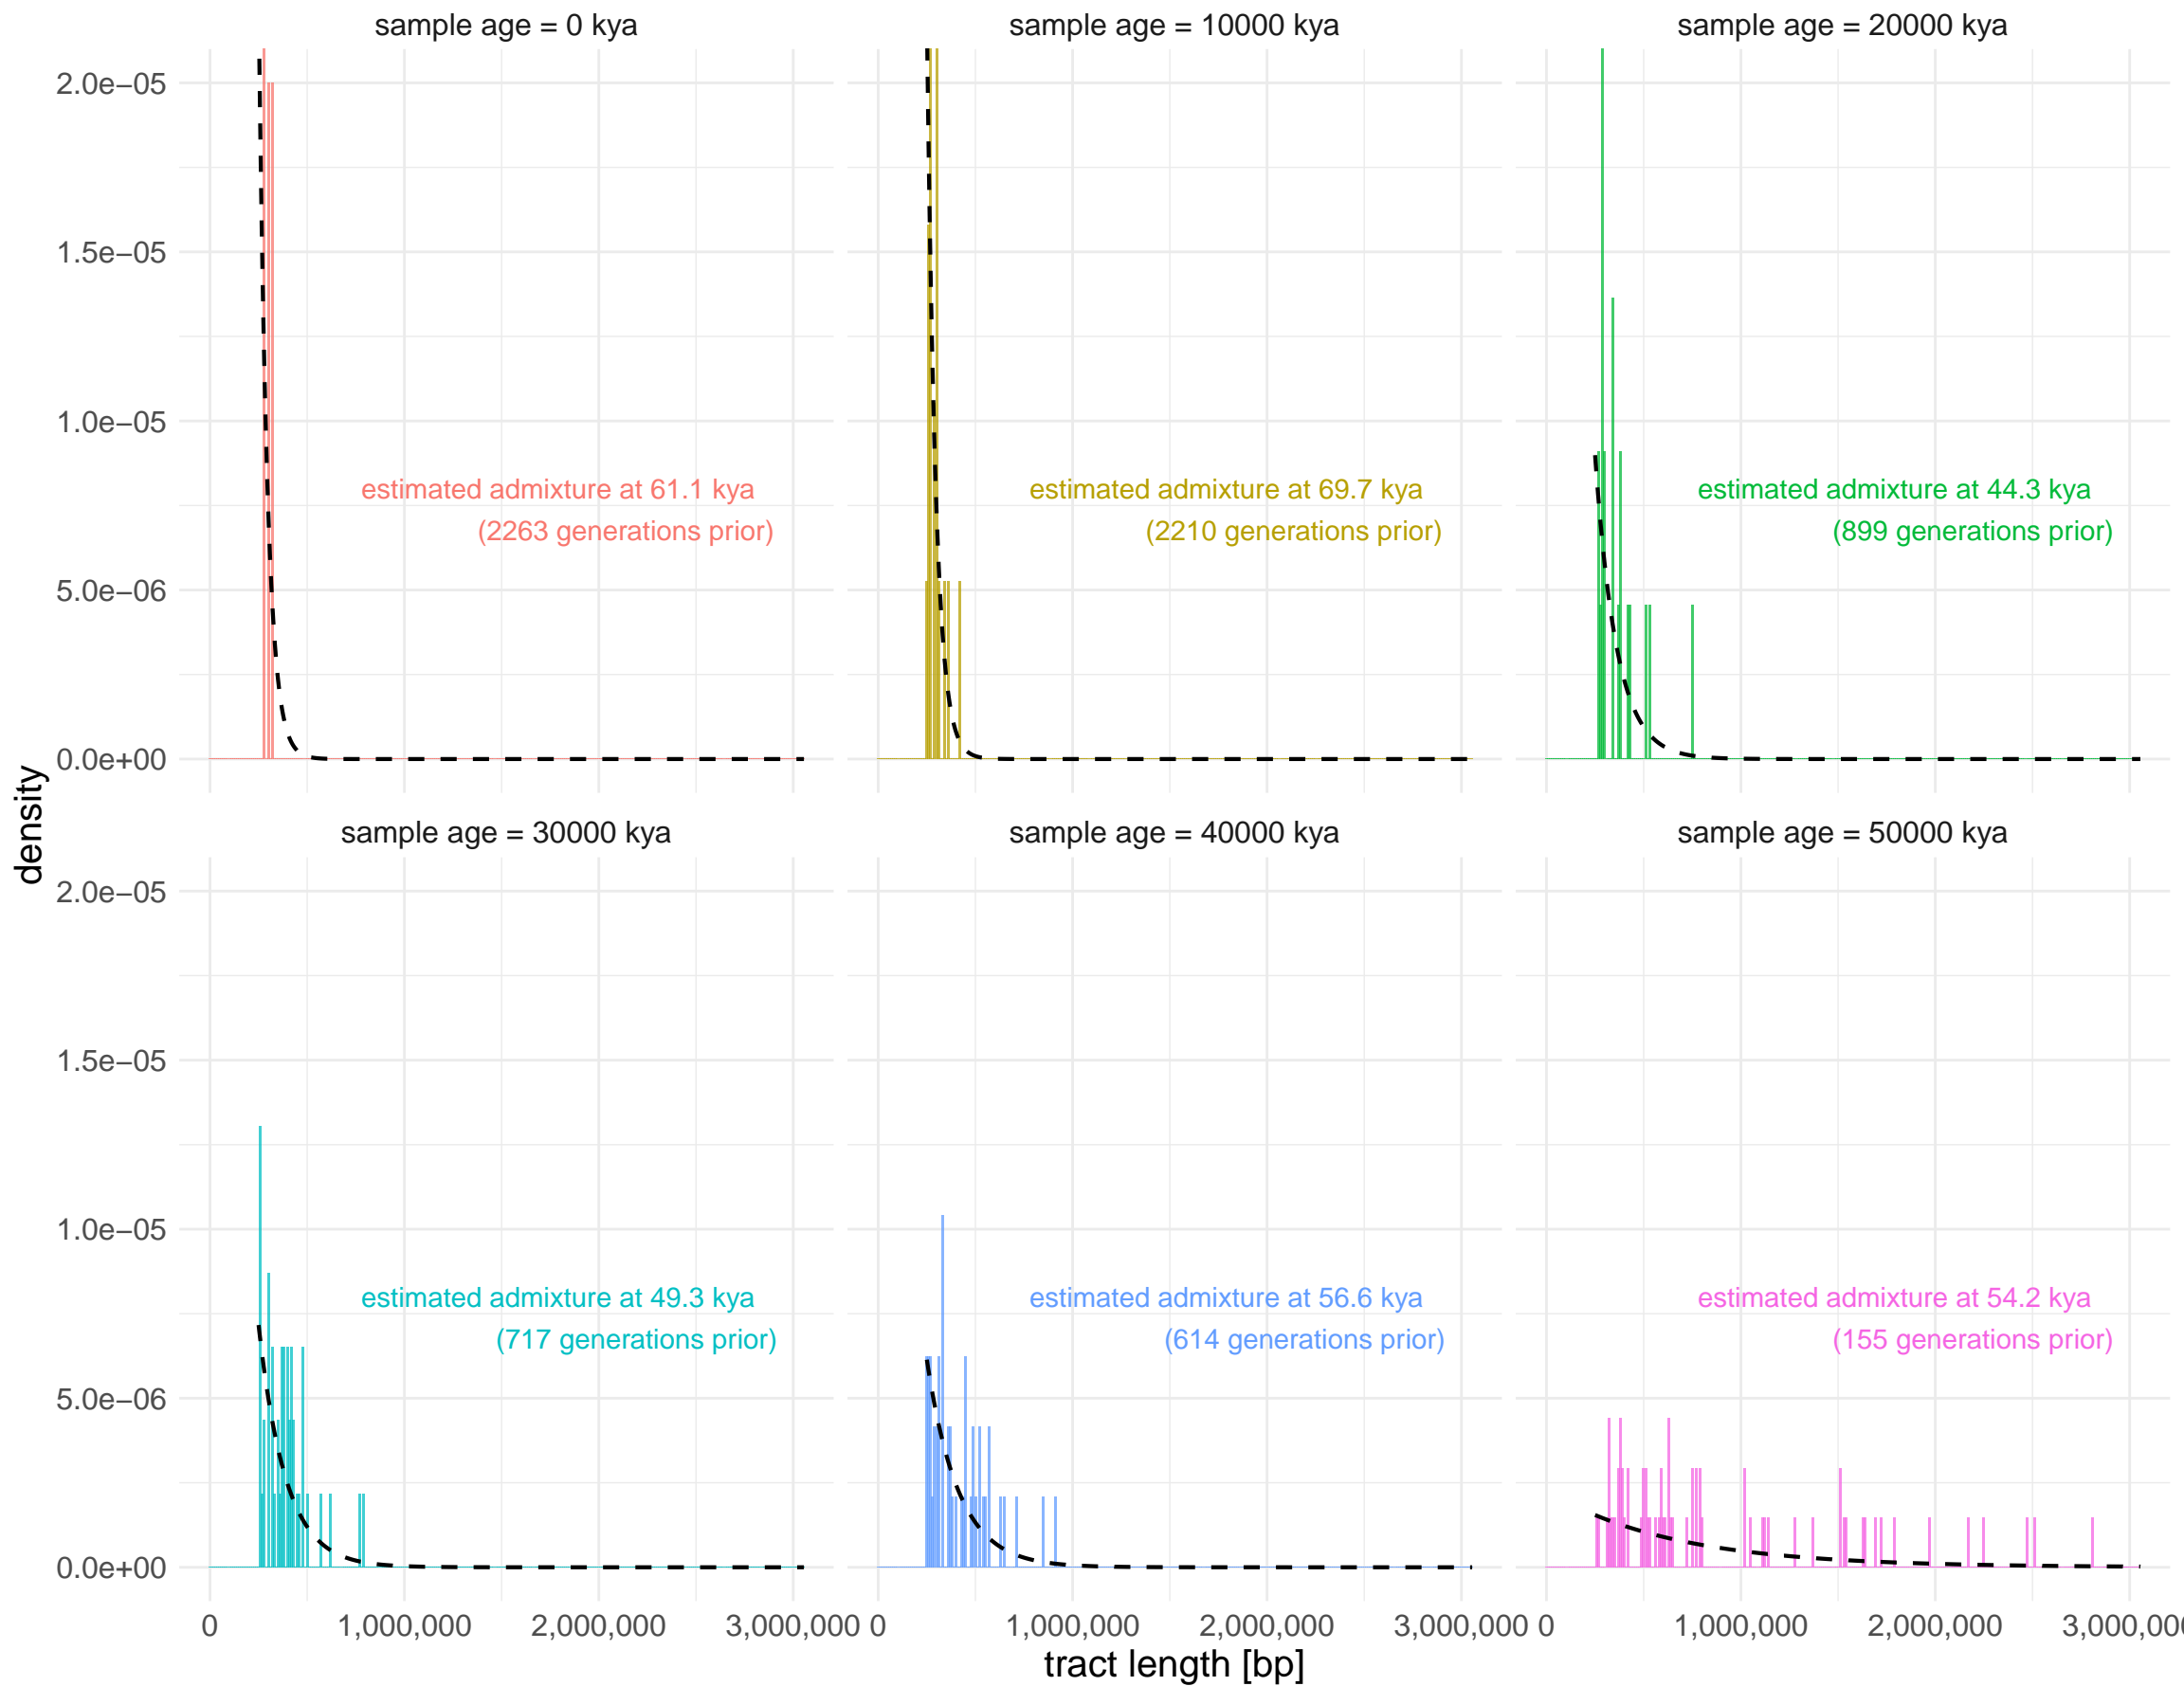 sample age = 0 kya
sample age = 10000 kya
sample age = 20000 kya
2.0e−05
1.5e−05
1.0e−05
5.0e−06
0.0e+00
estimated admixture at 61.1 kya
(2263 generations prior)
estimated admixture at 69.7 kya
(2210 generations prior)
estimated admixture at 44.3 kya
(899 generations prior)
density
sample age = 30000 kya
sample age = 40000 kya
sample age = 50000 kya
2.0e−05
1.5e−05
1.0e−05
5.0e−06
0.0e+00
estimated admixture at 49.3 kya
(717 generations prior)
estimated admixture at 56.6 kya
(614 generations prior)
estimated admixture at 54.2 kya
(155 generations prior)
0 1,000,000 2,000,000 3,000,000
0 1,000,000 2,000,000 3,000,000
0 1,000,000 2,000,000
tract length [bp]